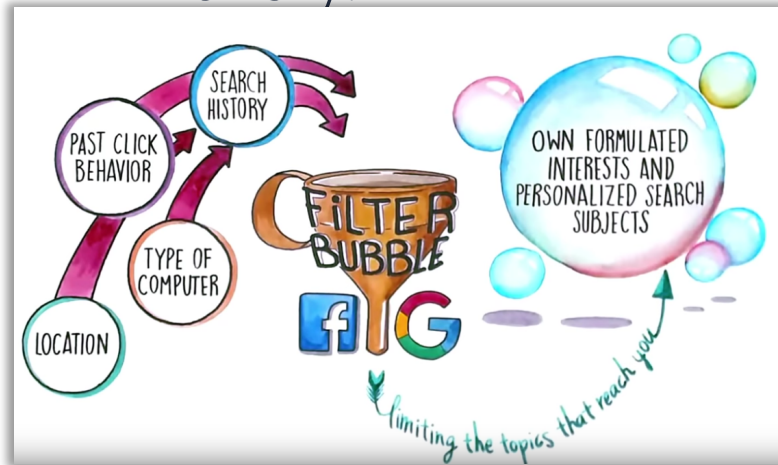 SEARCH
HISTORY
PAST CLICK
BEHAVIOR
TYPE OF
COMPUTER
LOCATION
FiLTER
BUBBLE
f G
OWN FORMULATED
INTERESTS AND
PERSONALIZED SEARCH
SUBJECTS
limiting the topics that reach you